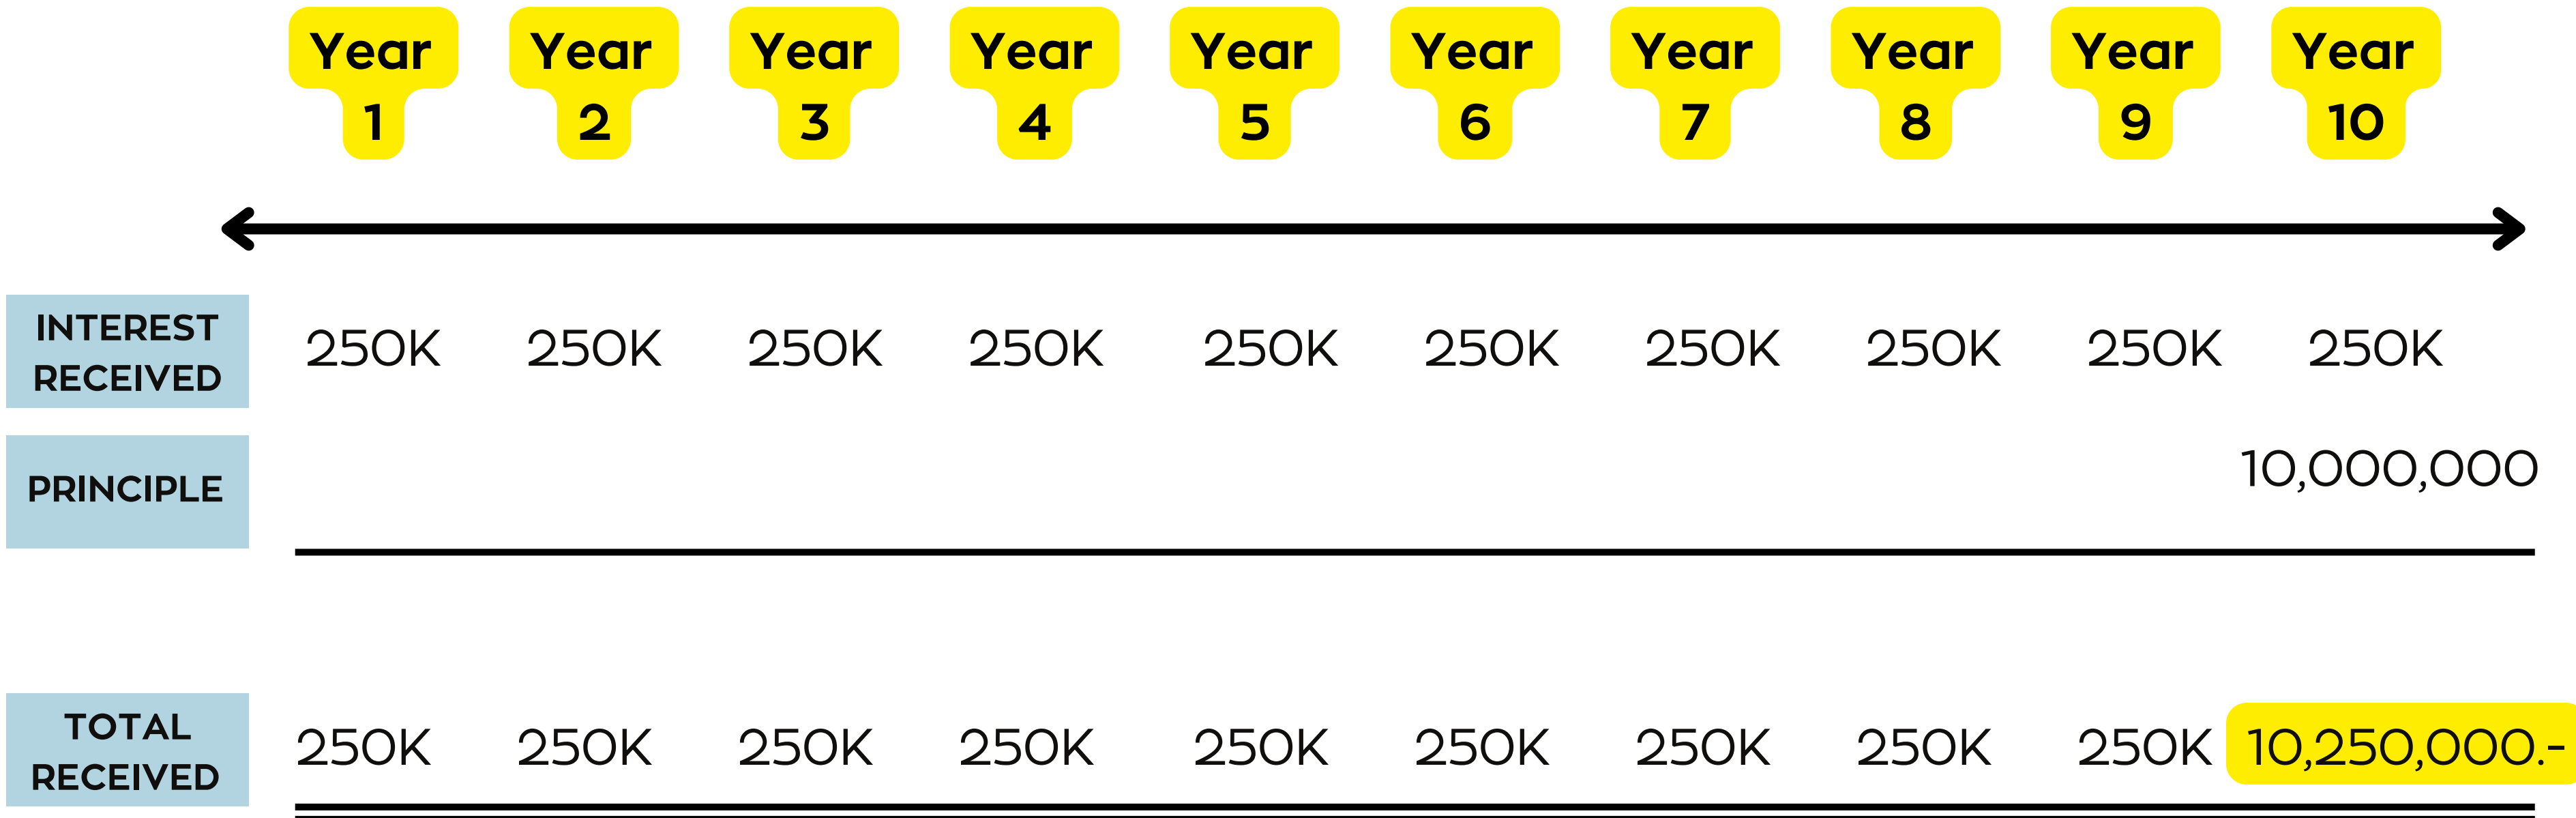 Year Year Year Year Year Year Year Year Year Year
1 2 3 4 5 6 7 8 9 10
INTEREST
RECEIVED
250K 250K 250K 250K 250K 250K 250K 250K 250K 250K
PRINCIPLE
10,000,000
TOTAL
RECEIVED
250K 250K 250K 250K 250K 250K 250K 250K 250K 10,250,000.-